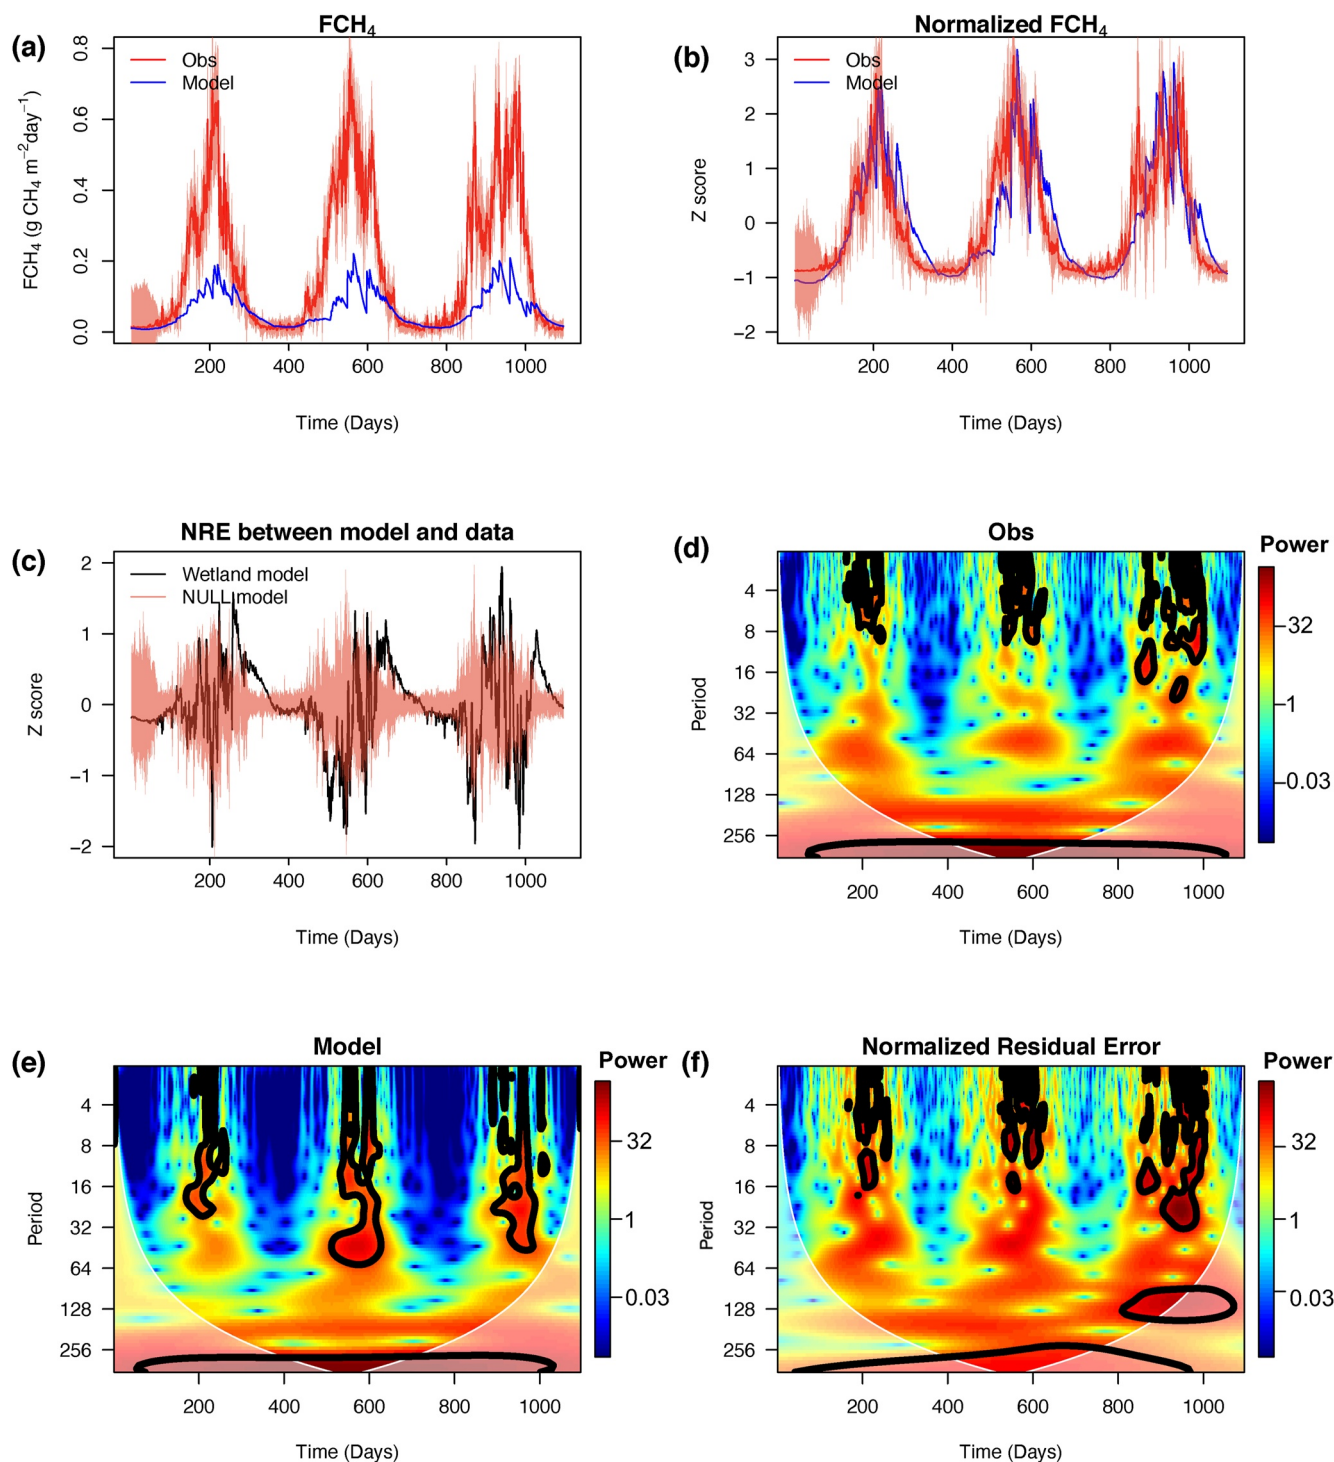 (a)
FCH₄
Obs
Model
FCH₄ (g CH₄ m⁻²day⁻¹)
0.8
0.6
0.4
0.2
0.0
200 400 600 800 1000
Time (Days)
(b)
Normalized FCH₄
Obs
Model
Z score
3
2
1
0
−1
−2
200 400 600 800 1000
Time (Days)
(c)
NRE between model and data
Wetland model
NULL model
Z score
2
1
0
−1
−2
200 400 600 800 1000
Time (Days)
(d)
Obs
Power
Period
4
8
16
32
64
128
256
32
1
0.03
200 400 600 800 1000
Time (Days)
(e)
Model
Power
Period
4
8
16
32
64
128
256
32
1
0.03
200 400 600 800 1000
Time (Days)
(f)
Normalized Residual Error
Power
Period
4
8
16
32
64
128
256
32
1
0.03
200 400 600 800 1000
Time (Days)